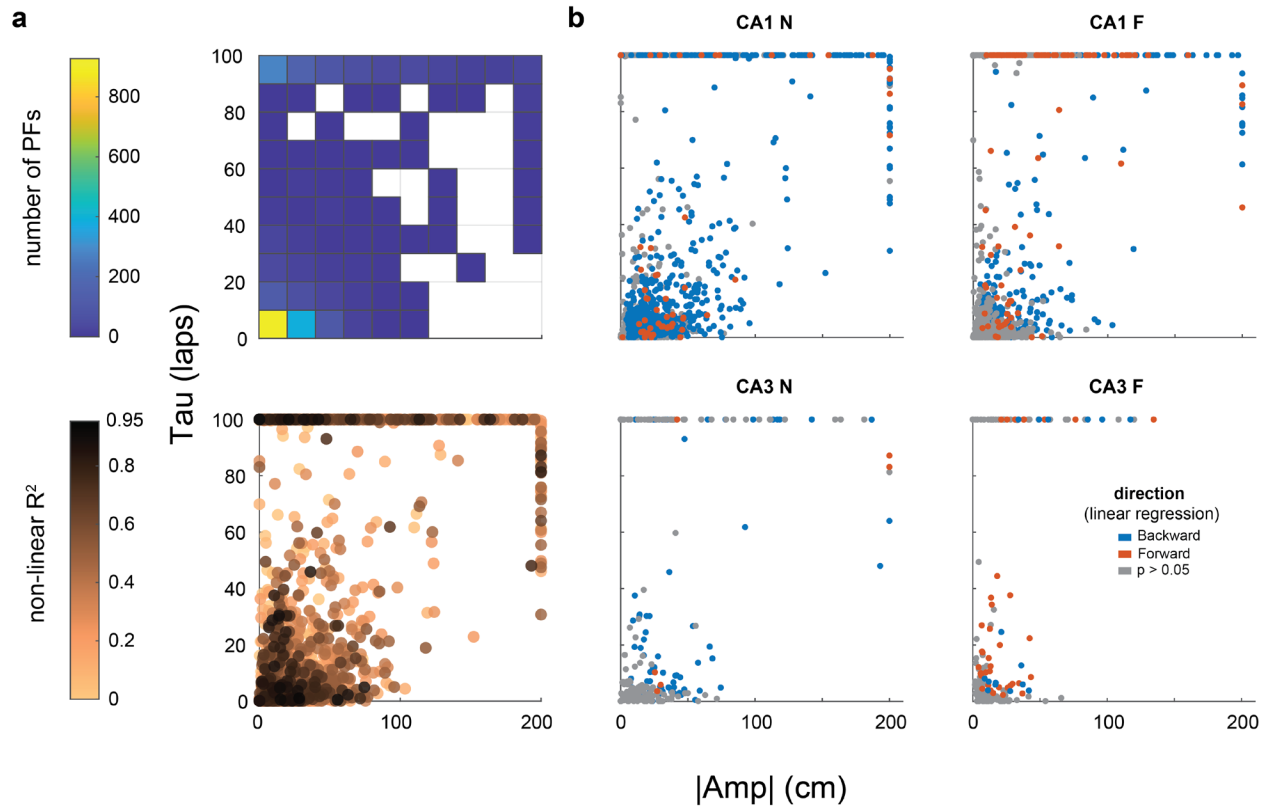 a
b
number of PFs
800
600
400
200
0
Tau (laps)
100
80
60
40
20
0
CA1 N
CA1 F
non-linear R²
0.95
0.8
0.6
0.4
0.2
0
100
80
60
40
20
0
0
100
200
CA3 N
CA3 F
direction
(linear regression)
Backward
Forward
p > 0.05
0
100
200
0
100
200
|Amp| (cm)